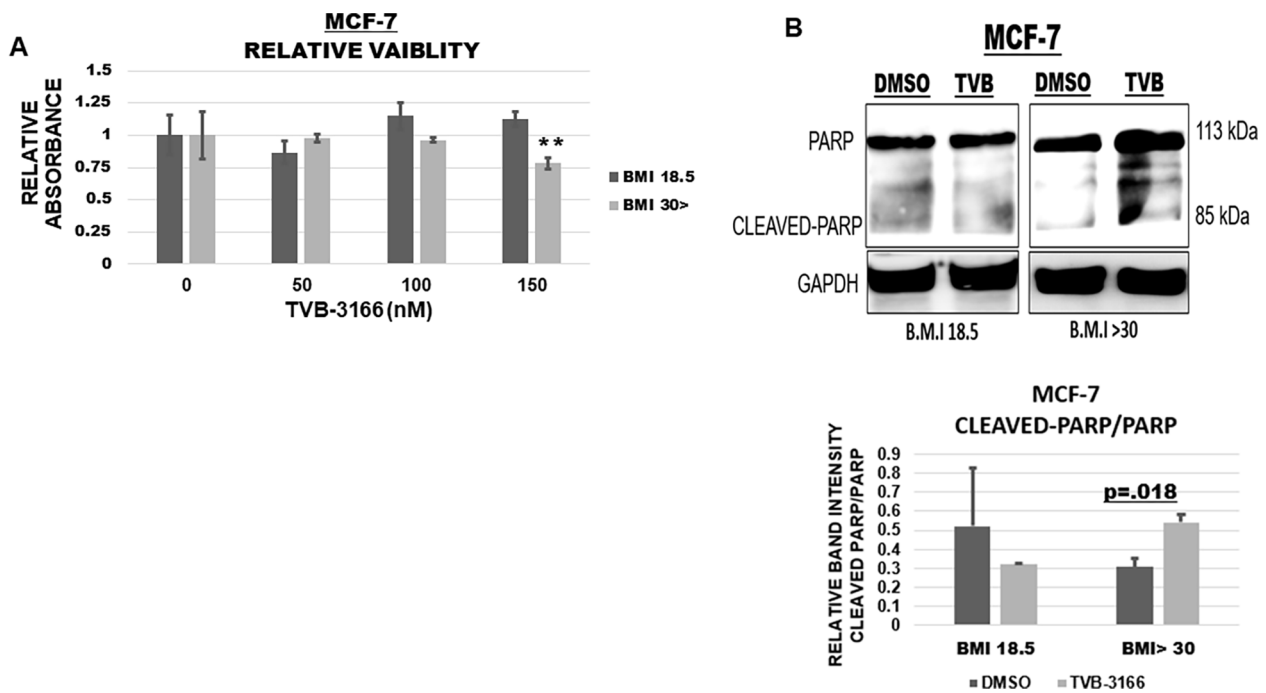 A
MCF-7
RELATIVE VAIBLITY
RELATIVE
ABSORBANCE
1.5
1.25
1
0.75
0.5
0.25
0
**
0 50 100 150
TVB-3166 (nM)
BMI 18.5
BMI 30>
B
MCF-7
DMSO TVB DMSO TVB
PARP
113 kDa
CLEAVED-PARP
85 kDa
GAPDH
B.M.I 18.5 B.M.I >30
MCF-7
CLEAVED-PARP/PARP
RELATIVE BAND INTENSITY
CLEAVED PARP/PARP
0.9
0.8
0.7
0.6
0.5
0.4
0.3
0.2
0.1
0
p=.018
BMI 18.5 BMI> 30
DMSO TVB-3166